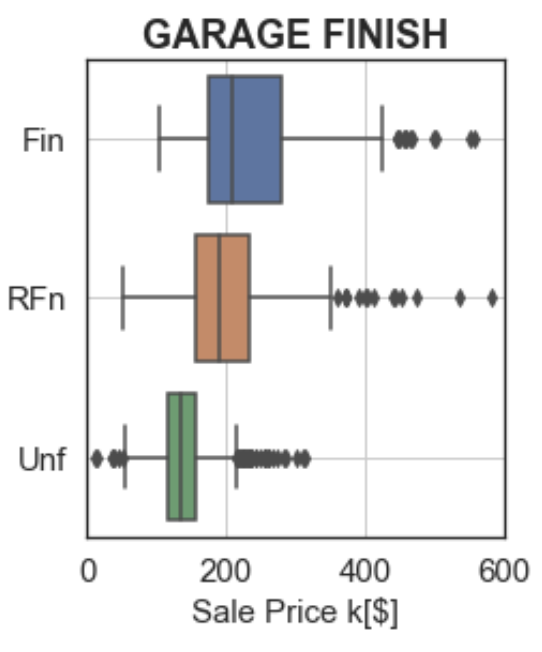 GARAGE FINISH
Fin
RFn
Unf
0 200 400 600
Sale Price k[$]